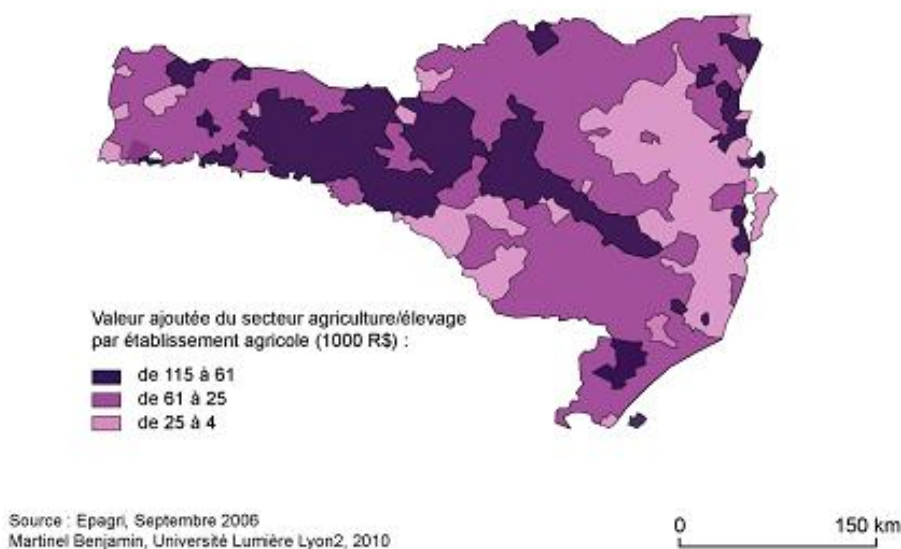 Valeur ajoutée du secteur agriculture/élevage
par établissement agricole (1000 R$) :
de 115 à 61
de 61 à 25
de 25 à 4
Source : Epagri, Septembre 2006
Martinel Benjamin, Université Lumière Lyon2, 2010
0 150 km